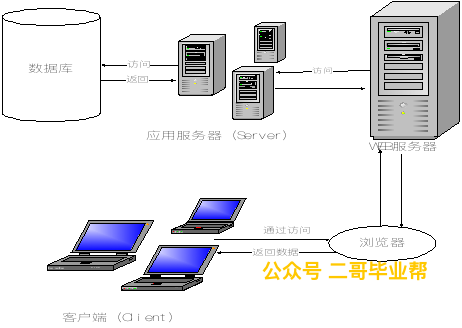 数据库
访问
返回
访问
应用服务器（Server）
WEB服务器
通过访问
浏览器
返回数据
公众号 二哥毕业帮
客户端（Client）